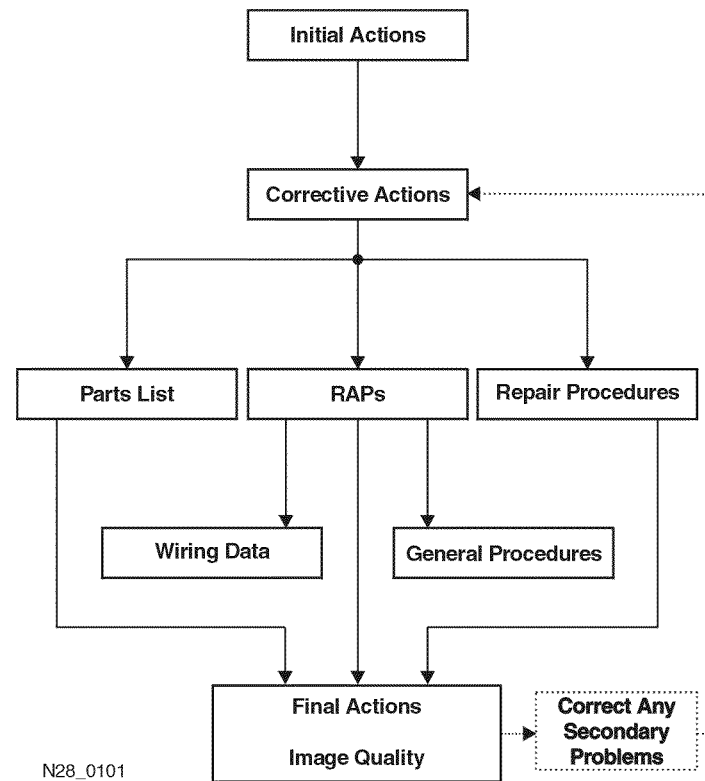 Initial Actions
Corrective Actions
Parts List
RAPs
Repair Procedures
Wiring Data
General Procedures
Final Actions
Image Quality
Correct Any
Secondary
Problems
N28_0101